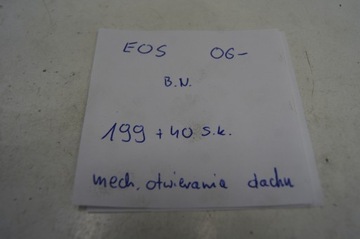 EOS 06-
B.N.
199 + 40 s.k.
mech. otwierania dachu